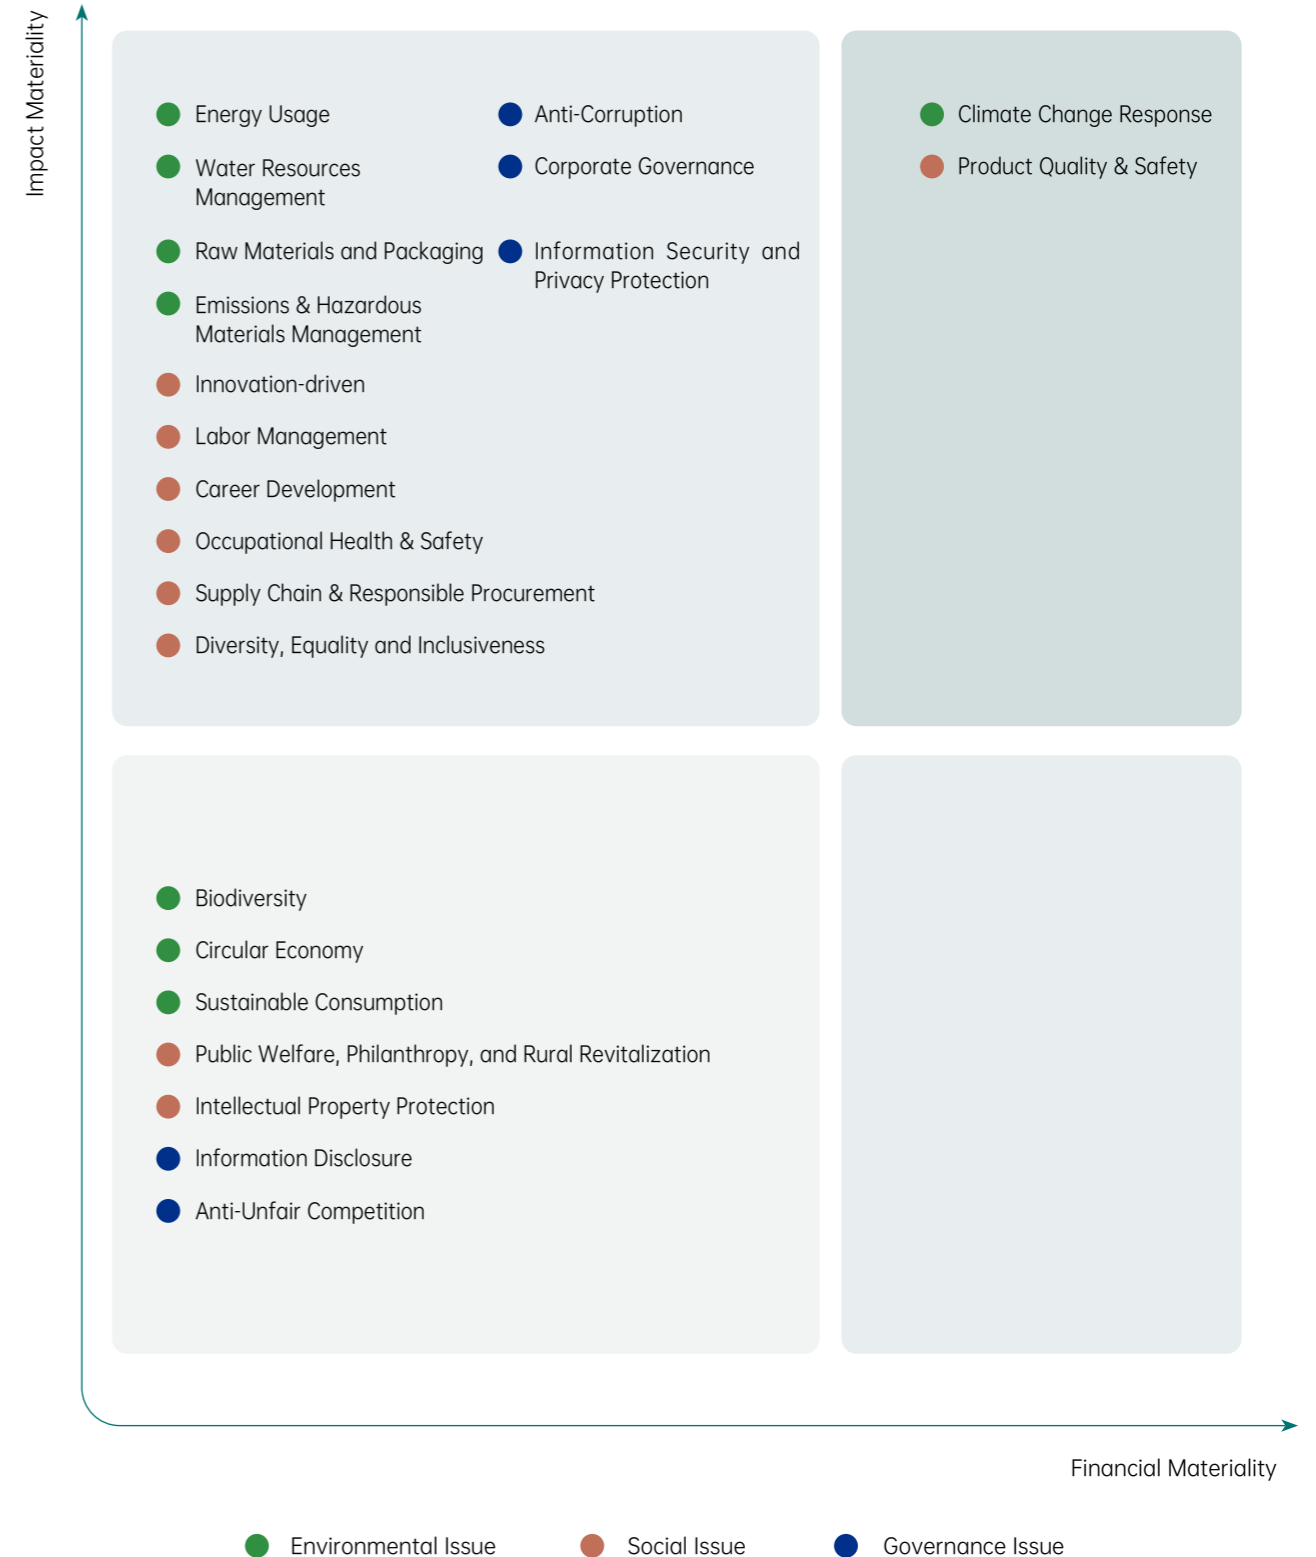 Impact Materiality
Energy Usage
Water Resources
Management
Raw Materials and Packaging
Emissions & Hazardous
Materials Management
Innovation-driven
Labor Management
Career Development
Occupational Health & Safety
Supply Chain & Responsible Procurement
Diversity, Equality and Inclusiveness
Anti-Corruption
Corporate Governance
Information Security and
Privacy Protection
Climate Change Response
Product Quality & Safety
Biodiversity
Circular Economy
Sustainable Consumption
Public Welfare, Philanthropy, and Rural Revitalization
Intellectual Property Protection
Information Disclosure
Anti-Unfair Competition
Financial Materiality
Environmental Issue
Social Issue
Governance Issue